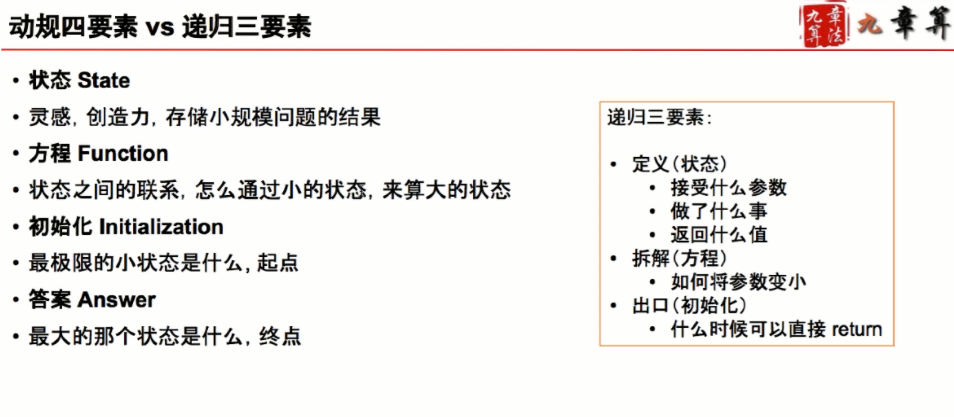 动规四要素 vs 递归三要素
九章算法
九章算
• 状态 State
• 灵感, 创造力, 存储小规模问题的结果
• 方程 Function
• 状态之间的联系, 怎么通过小的状态, 来算大的状态
• 初始化 Initialization
• 最极限的小状态是什么, 起点
• 答案 Answer
• 最大的那个状态是什么, 终点
递归三要素:
• 定义(状态)
• 接受什么参数
• 做了什么事
• 返回什么值
• 拆解(方程)
• 如何将参数变小
• 出口(初始化)
• 什么时候可以直接 return